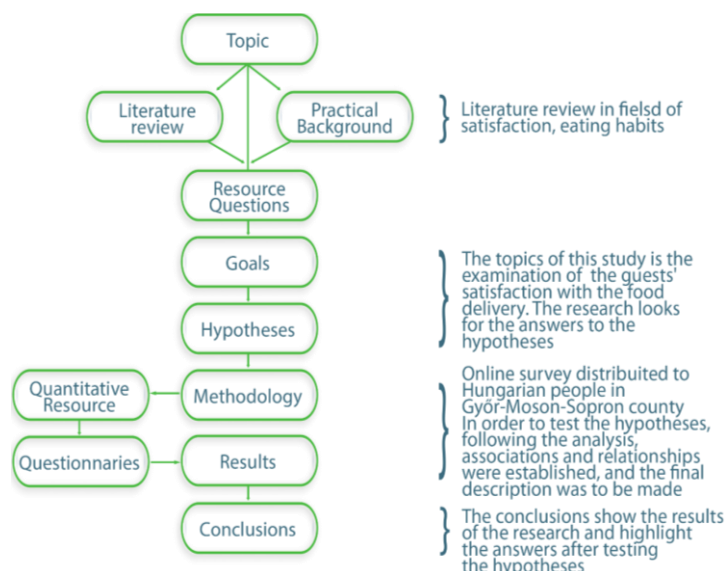 Topic
Literature
review
Practical
Background
Literature review in fielsd of
satisfaction, eating habits
Resource
Questions
Goals
The topics of this study is the
examination of the guests'
satisfaction with the food
delivery. The research looks
for the answers to the
hypotheses
Hypotheses
Methodology
Quantitative
Resource
Questionnaries
Results
Online survey distribuited to
Hungarian people in
Győr-Moson-Sopron county
In order to test the hypotheses,
following the analysis,
associations and relationships
were established, and the final
description was to be made
Conclusions
The conclusions show the results
of the research and highlight
the answers after testing
the hypotheses